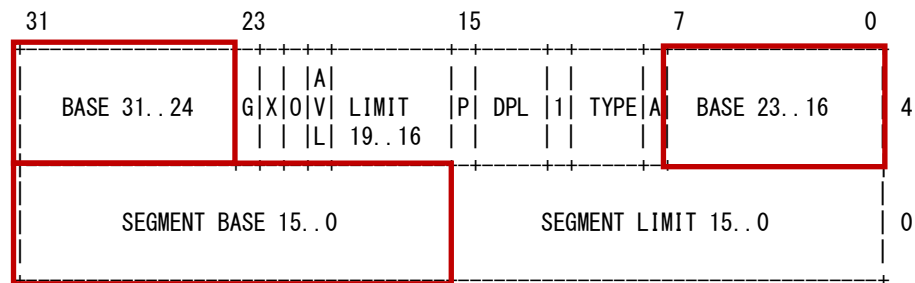 31 23 15 7 0
|A|
BASE 31..24 G|X|O|V| LIMIT |P| DPL |1| TYPE|A| BASE 23..16 4
|L| 19..16
SEGMENT BASE 15..0 SEGMENT LIMIT 15..0 0